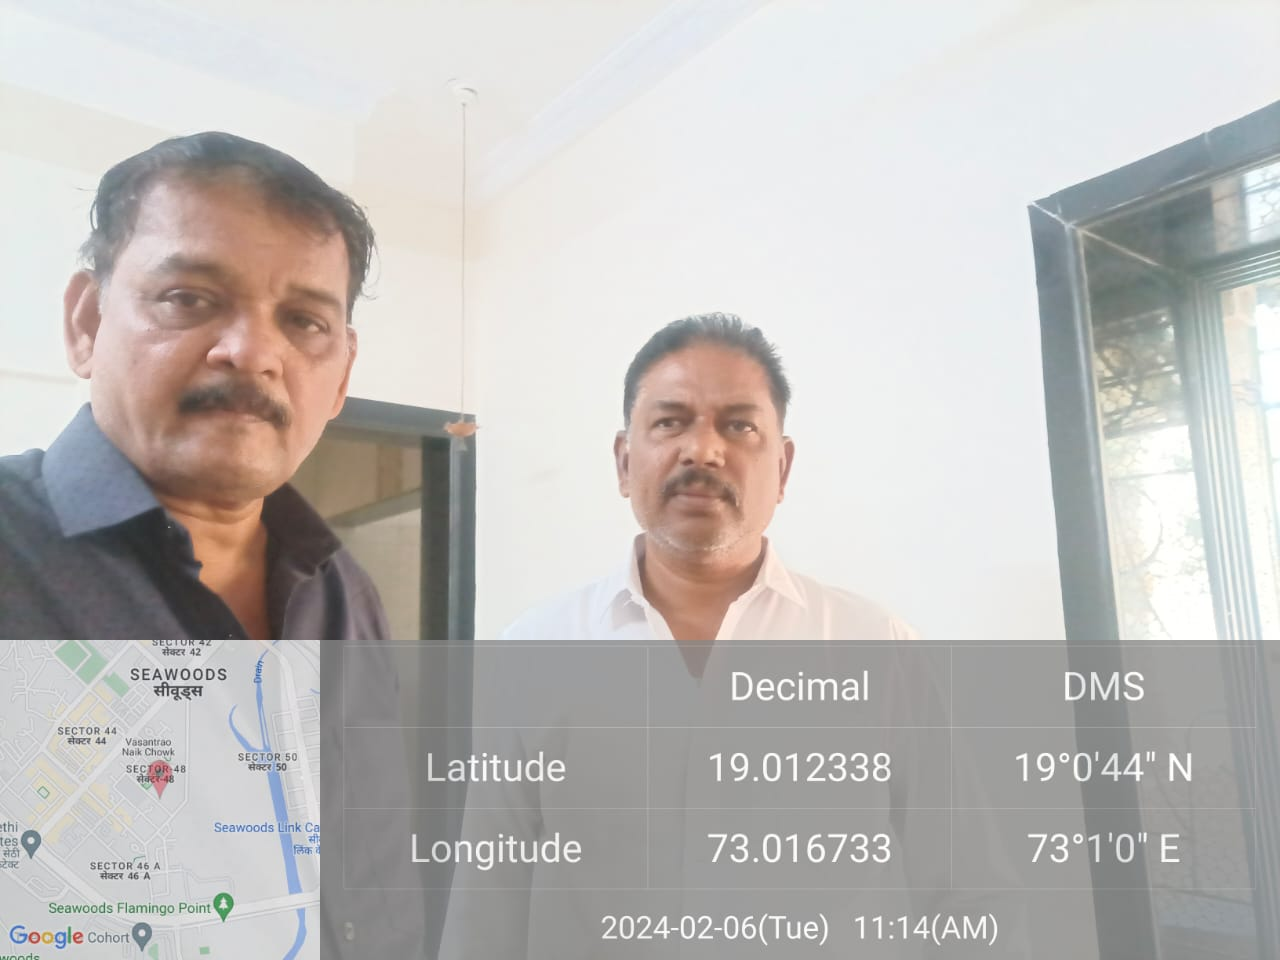 SECTOR 42
सेक्टर 42
SEAWOODS
सीवूड्स
Drain
SECTOR 44
सेक्टर 44
Vasantrao
Naik Chowk
SECTOR 48
सेक्टर 48
SECTOR 50
सेक्टर 50
Seawoods Link Ca
सेठी
SECTOR 46 A
सेक्टर 46 A
Seawoods Flamingo Point
Google
Cohort
woods
Decimal DMS
Latitude 19.012338 19°0'44" N
Longitude 73.016733 73°1'0" E
2024-02-06(Tue) 11:14(AM)